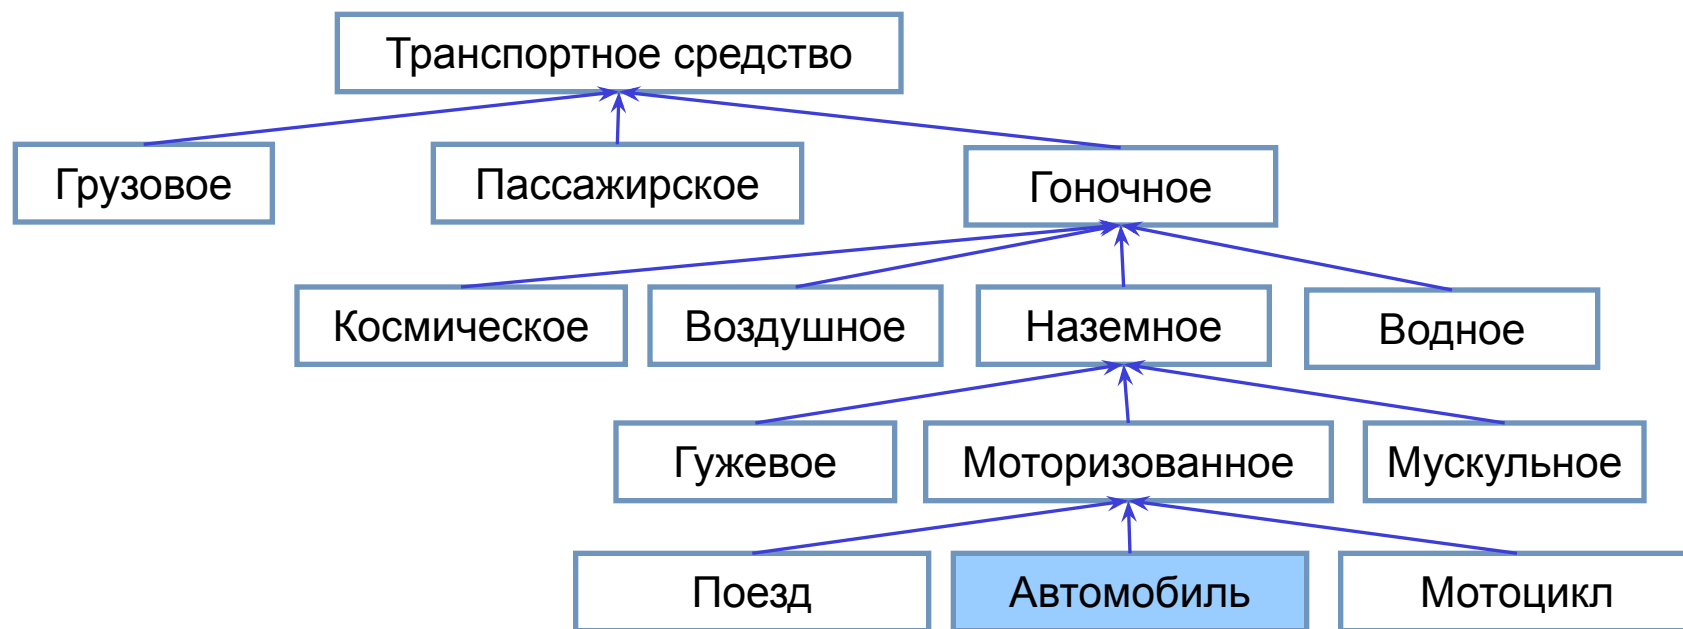 Транспортное средство
Грузовое
Пассажирское
Гоночное
Космическое
Воздушное
Наземное
Водное
Гужевое
Моторизованное
Мускульное
Поезд
Автомобиль
Мотоцикл